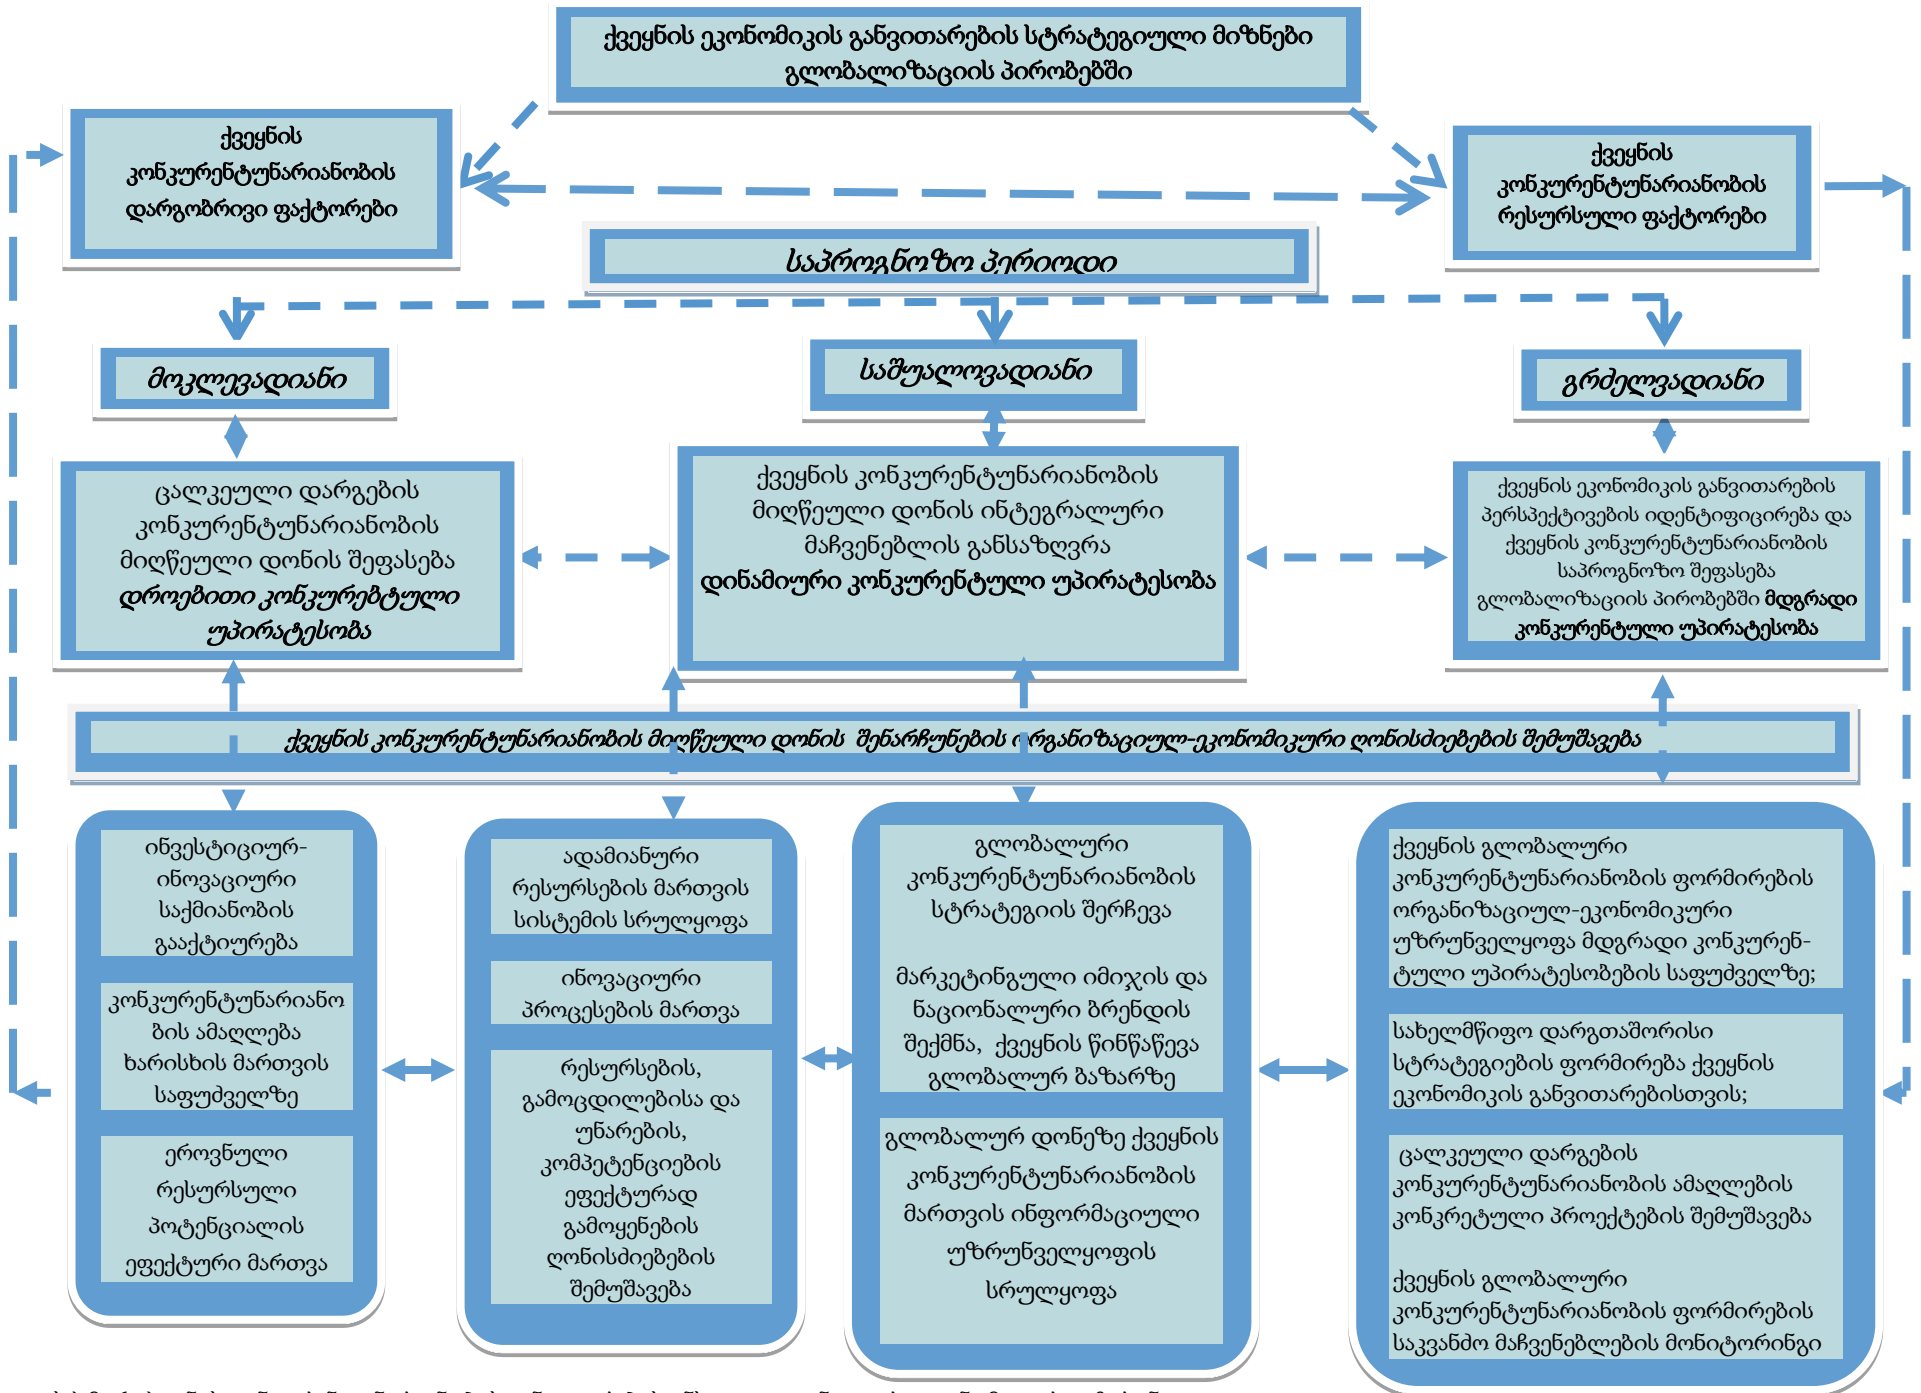 ქვეყნის ეკონომიკის განვითარების სტრატეგიული მიზნები
გლობალიზაციის პირობებში
ქვეყნის
კონკურენტუნარიანობის
დარგობრივი ფაქტორები
ქვეყნის
კონკურენტუნარიანობის
რესურსული ფაქტორები
საპროგნოზო პერიოდი
მოკლევადიანი
საშუალოვადიანი
გრძელვადიანი
ცალკეული დარგების
კონკურენტუნარიანობის
მიღწეული დონის შეფასება
დროებითი კონკურებტული
უპირატესობა
ქვეყნის კონკურენტუნარიანობის
მიღწეული დონის ინტეგრალური
მაჩვენებლის განსაზღვრა
დინამიური კონკურენტული უპირატესობა
ქვეყნის ეკონომიკის განვითარების
პერსპექტივების იდენტიფიცირება და
ქვეყნის კონკურენტუნარიანობის
საპროგნოზო შეფასება
გლობალიზაციის პირობებში მდგრადი
კონკურენტული უპირატესობა
ქვეყნის კონკურენტუნარიანობის მიღწეული დონის შენარჩუნების ორგანიზაციულ-ეკონომიკური ღონისძიებების შემუშავება
ინვესტიციურ-
ინოვაციური
საქმიანობის
გააქტიურება
კონკურენტუნარიანო
ბის ამაღლება
ხარისხის მართვის
საფუძველზე
ეროვნული
რესურსული
პოტენციალის
ეფექტური მართვა
ადამიანური
რესურსების მართვის
სისტემის სრულყოფა
ინოვაციური
პროცესების მართვა
რესურსების,
გამოცდილებისა და
უნარების,
კომპეტენციების
ეფექტურად
გამოყენების
ღონისძიებების
შემუშავება
გლობალური
კონკურენტუნარიანობის
სტრატეგიის შერჩევა
მარკეტინგული იმიჯის და
ნაციონალური ბრენდის
შექმნა, ქვეყნის წინწაწევა
გლობალურ ბაზარზე
გლობალურ დონეზე ქვეყნის
კონკურენტუნარიანობის
მართვის ინფორმაციული
უზრუნველყოფის
სრულყოფა
ქვეყნის გლობალური
კონკურენტუნარიანობის ფორმირების
ორგანიზაციულ-ეკონომიკური
უზრუნველყოფა მდგრადი კონკურენ-
ტული უპირატესობების საფუძველზე;
სახელმწიფო დარგთაშორისი
სტრატეგიების ფორმირება ქვეყნის
ეკონომიკის განვითარებისთვის;
ცალკეული დარგების
კონკურენტუნარიანობის ამაღლების
კონკრეტული პროექტების შემუშავება
ქვეყნის გლობალური
კონკურენტუნარიანობის ფორმირების
საკვანძო მაჩვენებლების მონიტორინგი